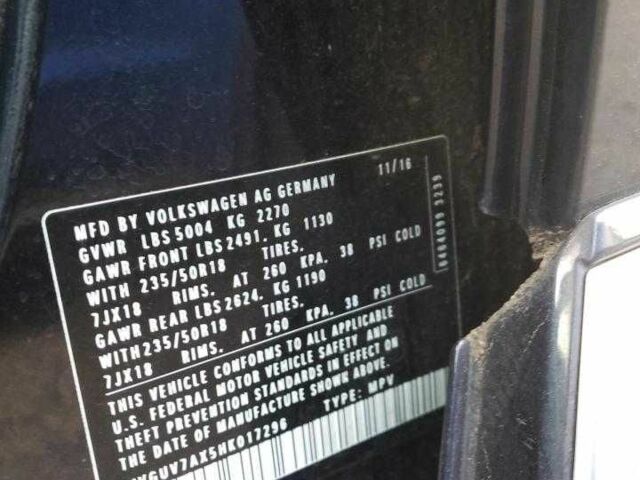 MFD BY VOLKSWAGEN AG GERMANY 11/16
GVWR LBS 5004 KG 2270
GAWR FRONT LBS 2491. KG 1130
WITH 235/50R18 TIRES.
7JX18 RIMS. AT 260 KPA. 38 PSI COLD
GAWR REAR LBS 2624. KG 1190
WITH 235/50R18 TIRES.
7JX18 RIMS. AT 260 KPA. 38 PSI COLD
THIS VEHICLE CONFORMS TO ALL APPLICABLE
U.S. FEDERAL MOTOR VEHICLE SAFETY AND
THEFT PREVENTION STANDARDS IN EFFECT ON
THE DATE OF MANUFACTURE SHOWN ABOVE.
VGUV7AX5HK017296 TYPE: MPV